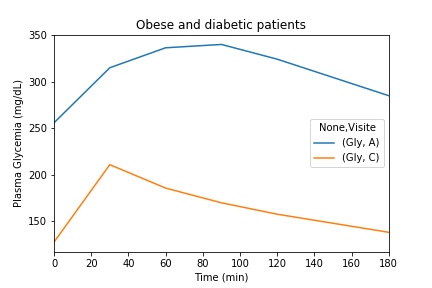 Obese and diabetic patients
350
300
250
200
150
Plasma Glycemia (mg/dL)
None,Visite
(Gly, A)
(Gly, C)
0 20 40 60 80 100 120 140 160 180
Time (min)